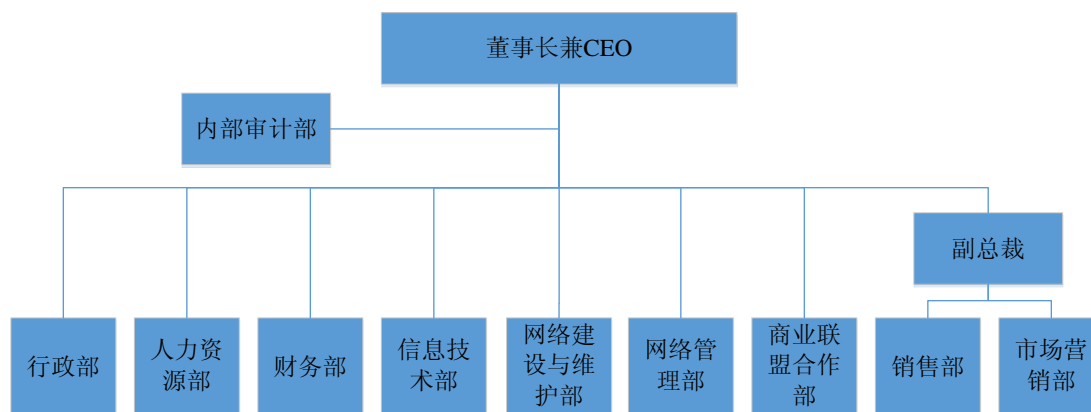 董事长兼CEO
内部审计部
副总裁
行政部
人力资
源部
财务部
信息技
术部
网络建
设与维
护部
网络管
理部
商业联
盟合作
部
销售部
市场营
销部